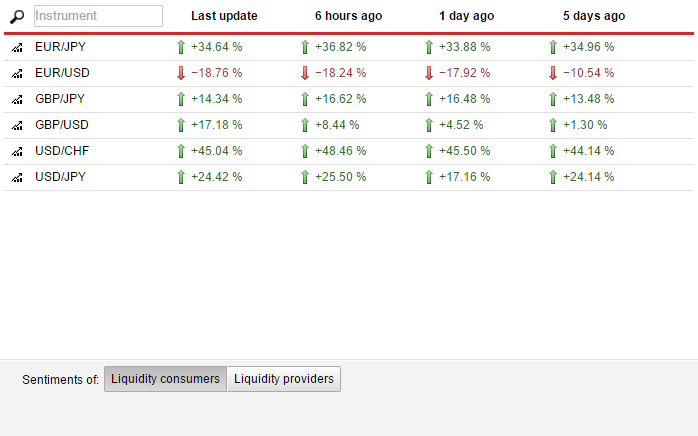 Instrument Last update 6 hours ago 1 day ago 5 days ago
EUR/JPY +34.64 % +36.82 % +33.88 % +34.96 %
EUR/USD −18.76 % −18.24 % −17.92 % −10.54 %
GBP/JPY +14.34 % +16.62 % +16.48 % +13.48 %
GBP/USD +17.18 % +8.44 % +4.52 % +1.30 %
USD/CHF +45.04 % +48.46 % +45.50 % +44.14 %
USD/JPY +24.42 % +25.50 % +17.16 % +24.14 %
Sentiments of: Liquidity consumers Liquidity providers